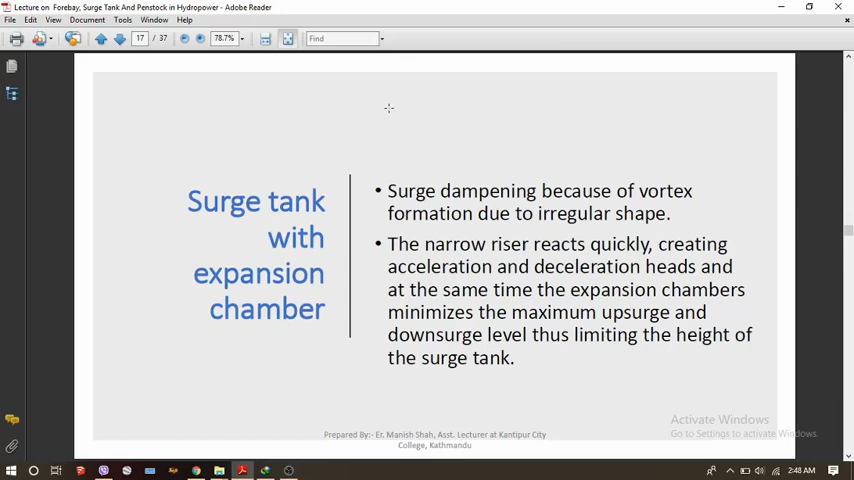 Lecture on Forebay, Surge Tank And Penstock in Hydropower - Adobe Reader
File Edit View Document Tools Window Help
17 / 37 78.7% Find
Surge tank
with
expansion
chamber
• Surge dampening because of vortex
formation due to irregular shape.
• The narrow riser reacts quickly, creating
acceleration and deceleration heads and
at the same time the expansion chambers
minimizes the maximum upsurge and
downsurge level thus limiting the height of
the surge tank.
Prepared By:- Er. Manish Shah, Asst. Lecturer at Kantipur City
College, Kathmandu
Activate Windows
Go to Settings to activate Windows.
2:48 AM